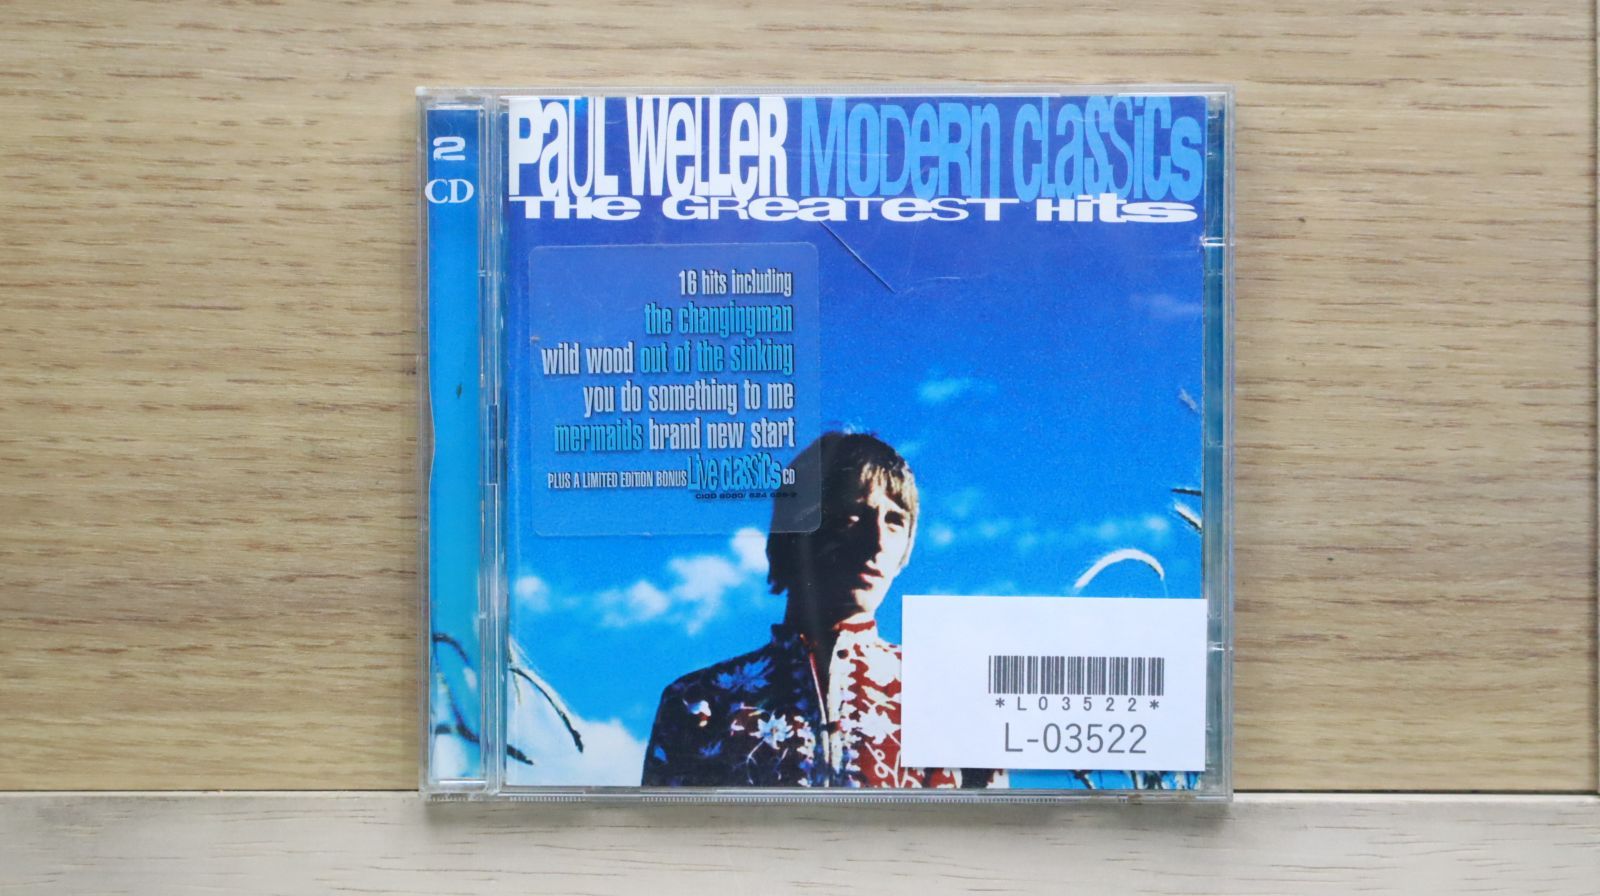 2
CD
PAUL WELLER MODERN CLASSICS
THE GREATEST HITS
16 hits including
the changingman
wild wood out of the sinking
you do something to me
mermaids brand new start
PLUS A LIMITED EDITION BONUS Live classics CD
*L03522*
L-03522